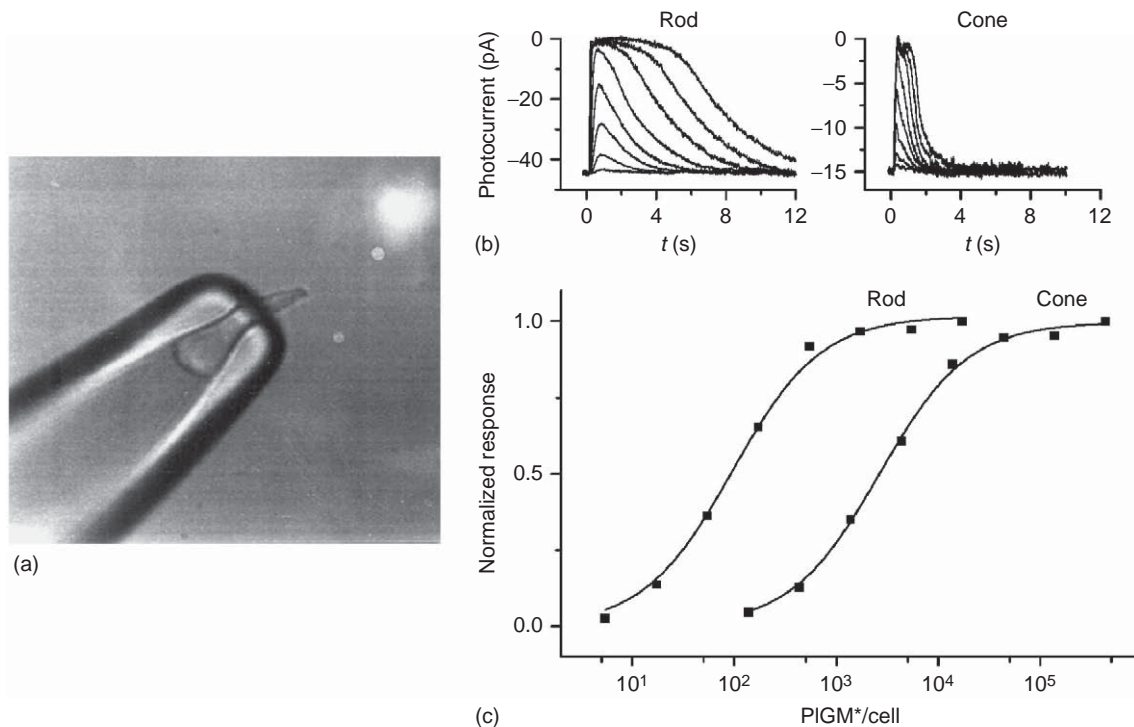 Rod
Cone
Photocurrent (pA)
0
−20
−40
0
4
8
12
t (s)
0
−5
−10
−15
0
4
8
12
t (s)
(b)
(a)
Rod
Cone
Normalized response
1.0
0.5
0.0
10¹
10²
10³
10⁴
10⁵
PIGM*/cell
(c)